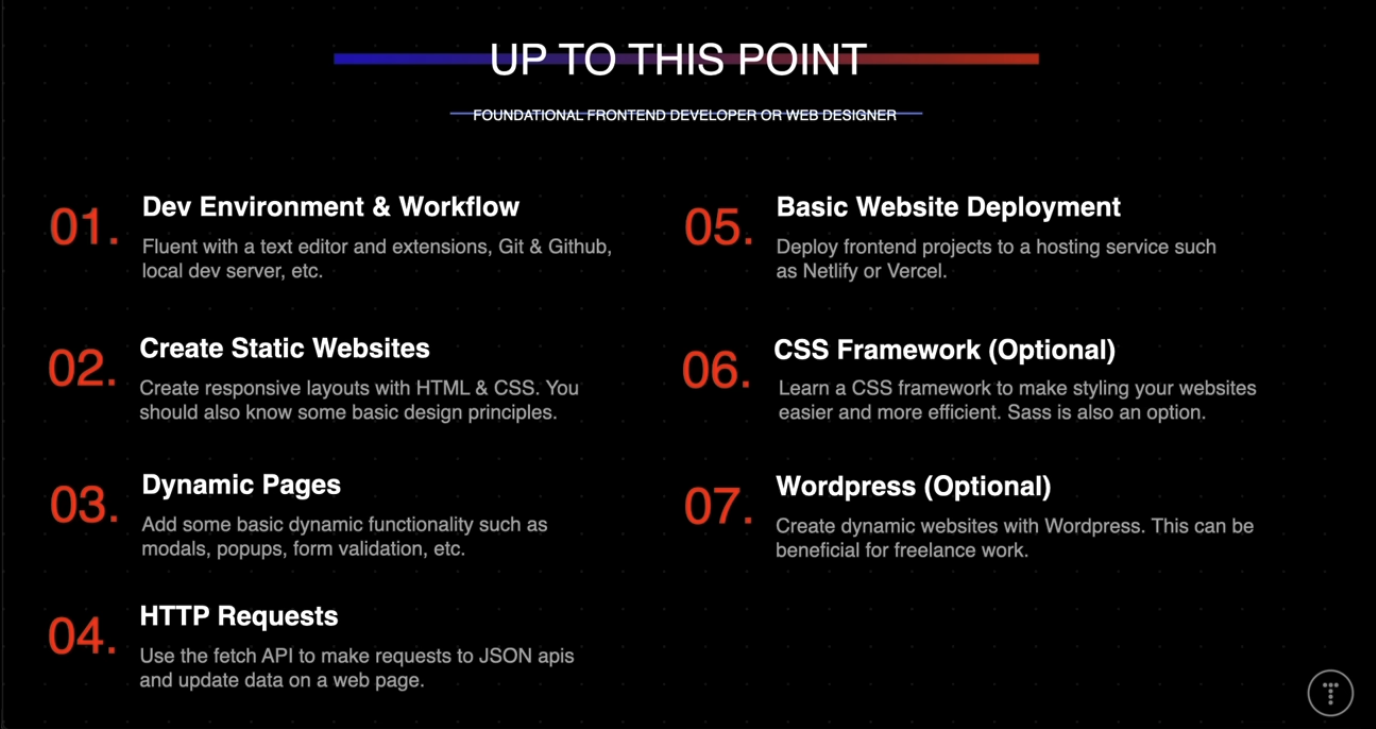 UP TO THIS POINT
FOUNDATIONAL FRONTEND DEVELOPER OR WEB DESIGNER
01.
Dev Environment & Workflow
Fluent with a text editor and extensions, Git & Github,
local dev server, etc.
02.
Create Static Websites
Create responsive layouts with HTML & CSS. You
should also know some basic design principles.
03.
Dynamic Pages
Add some basic dynamic functionality such as
modals, popups, form validation, etc.
04.
HTTP Requests
Use the fetch API to make requests to JSON apis
and update data on a web page.
05.
Basic Website Deployment
Deploy frontend projects to a hosting service such
as Netlify or Vercel.
06.
CSS Framework (Optional)
Learn a CSS framework to make styling your websites
easier and more efficient. Sass is also an option.
07.
Wordpress (Optional)
Create dynamic websites with Wordpress. This can be
beneficial for freelance work.